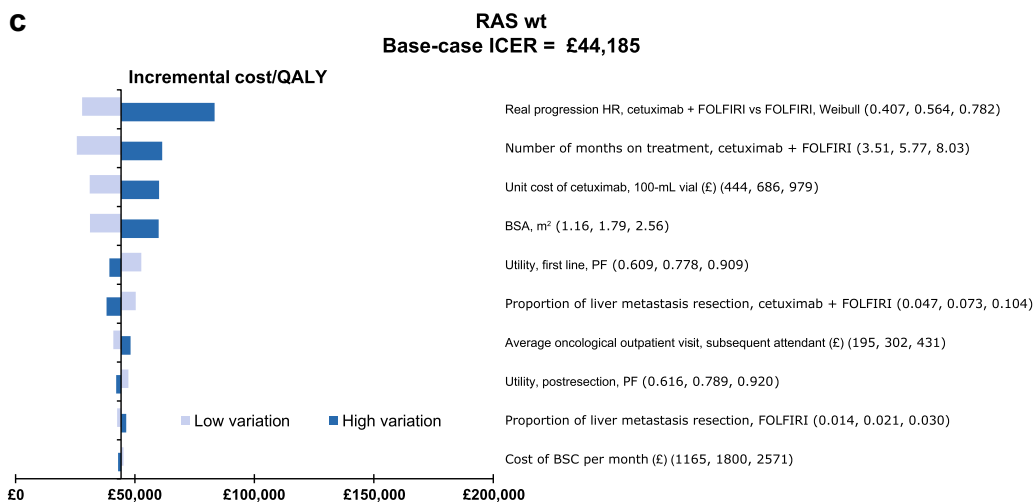 c
RAS wt
Base-case ICER = £44,185
Incremental cost/QALY
Real progression HR, cetuximab + FOLFIRI vs FOLFIRI, Weibull (0.407, 0.564, 0.782)
Number of months on treatment, cetuximab + FOLFIRI (3.51, 5.77, 8.03)
Unit cost of cetuximab, 100-mL vial (£) (444, 686, 979)
BSA, m² (1.16, 1.79, 2.56)
Utility, first line, PF (0.609, 0.778, 0.909)
Proportion of liver metastasis resection, cetuximab + FOLFIRI (0.047, 0.073, 0.104)
Average oncological outpatient visit, subsequent attendant (£) (195, 302, 431)
Utility, postresection, PF (0.616, 0.789, 0.920)
Low variation High variation
Proportion of liver metastasis resection, FOLFIRI (0.014, 0.021, 0.030)
Cost of BSC per month (£) (1165, 1800, 2571)
£0 £50,000 £100,000 £150,000 £200,000